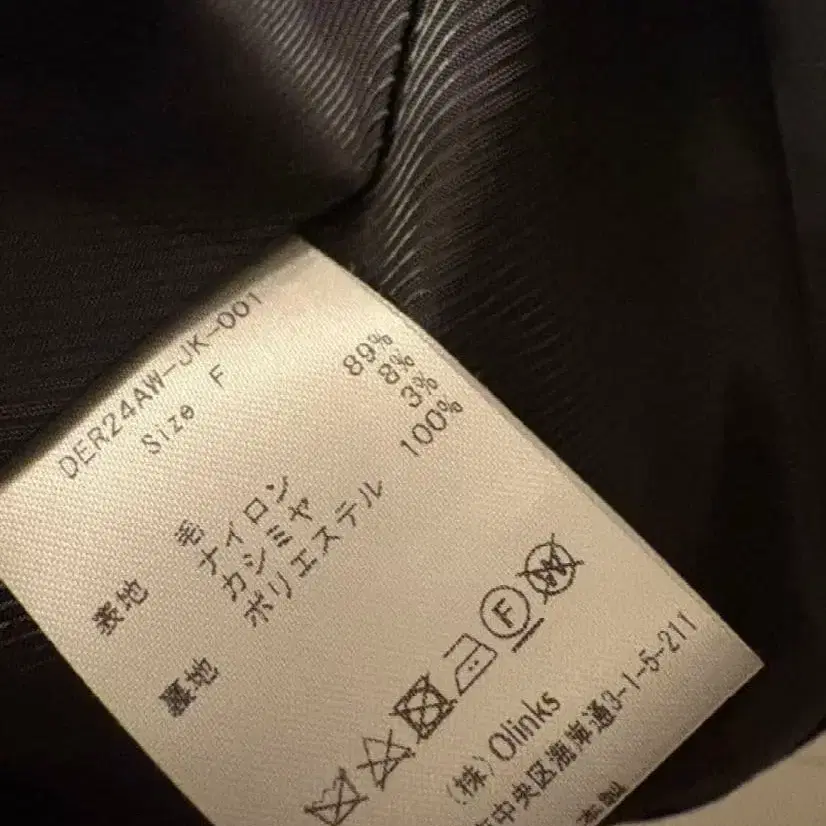 DER24AW-JK-001
Size F
表地 毛 89%
ナイロン 8%
カシミヤ 3%
裏地 ポリエステル 100%
F
W
(株) Olinks
中央区海岸通3-1-5-211
製